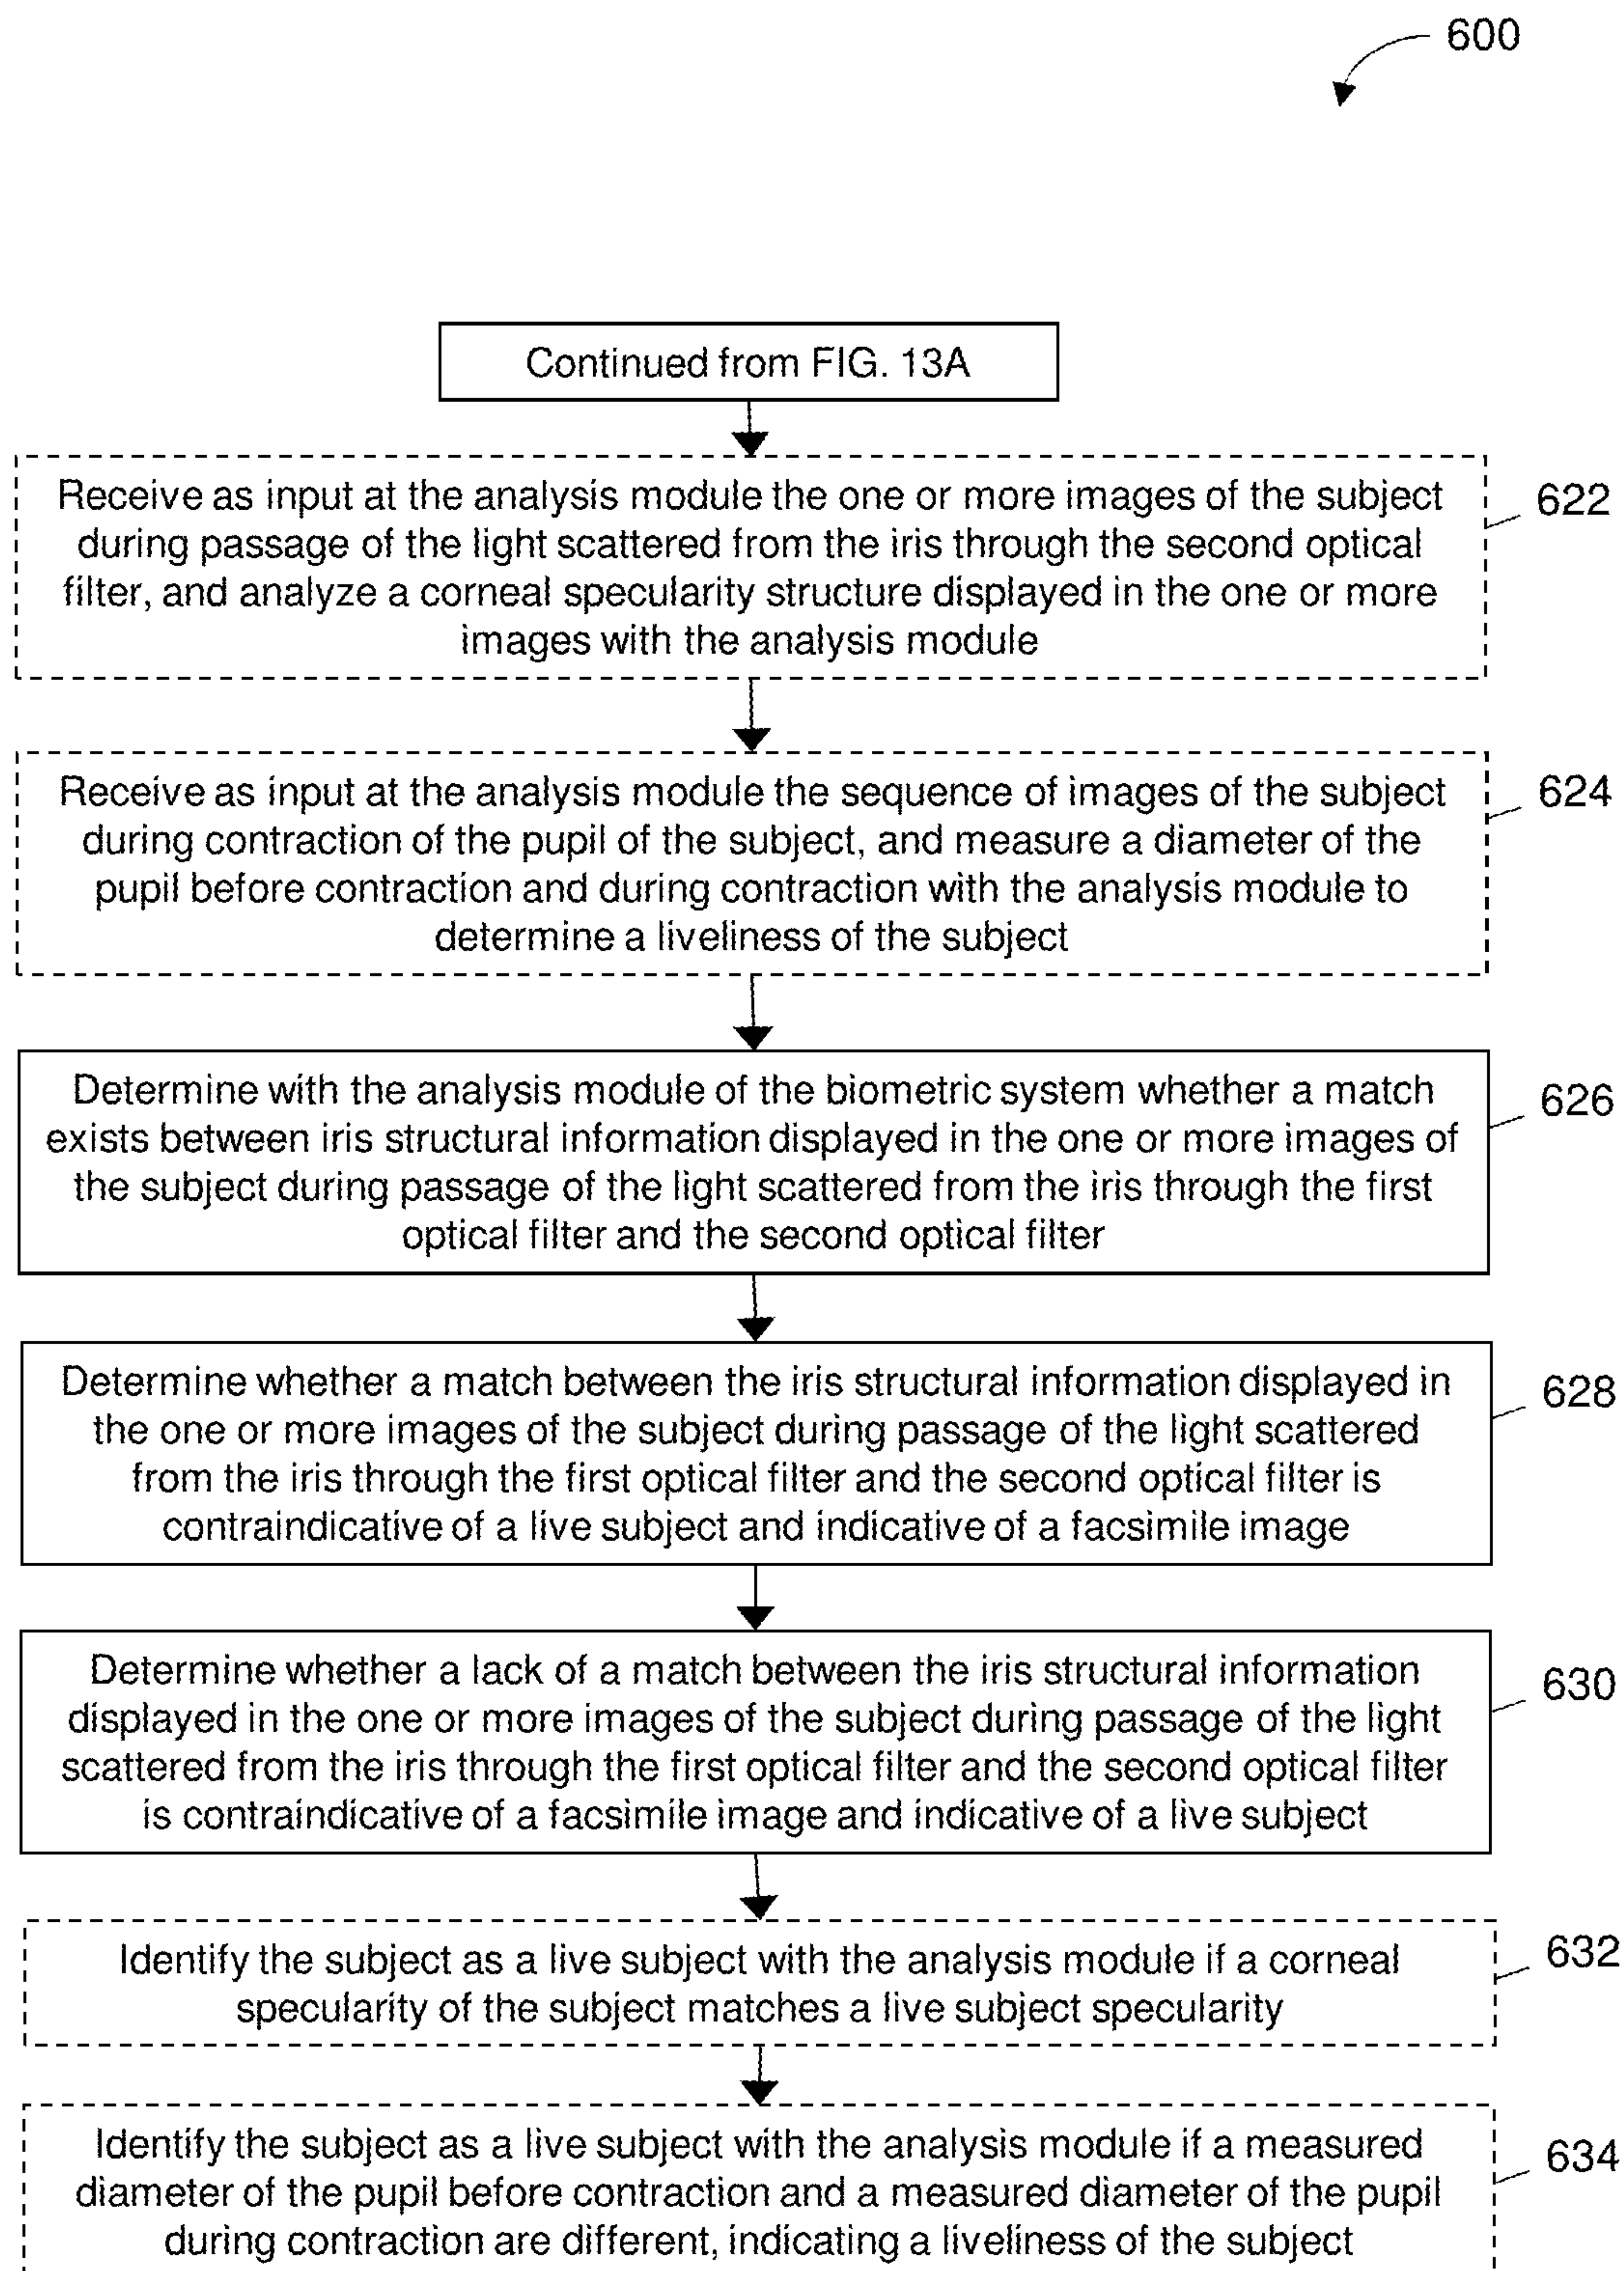 600
Continued from FIG. 13A
Receive as input at the analysis module the one or more images of the subject
during passage of the light scattered from the iris through the second optical
filter, and analyze a corneal specularity structure displayed in the one or more
images with the analysis module
622
Receive as input at the analysis module the sequence of images of the subject
during contraction of the pupil of the subject, and measure a diameter of the
pupil before contraction and during contraction with the analysis module to
determine a liveliness of the subject
624
Determine with the analysis module of the biometric system whether a match
exists between iris structural information displayed in the one or more images of
the subject during passage of the light scattered from the iris through the first
optical filter and the second optical filter
626
Determine whether a match between the iris structural information displayed in
the one or more images of the subject during passage of the light scattered
from the iris through the first optical filter and the second optical filter is
contraindicative of a live subject and indicative of a facsimile image
628
Determine whether a lack of a match between the iris structural information
displayed in the one or more images of the subject during passage of the light
scattered from the iris through the first optical filter and the second optical filter
is contraindicative of a facsimile image and indicative of a live subject
630
Identify the subject as a live subject with the analysis module if a corneal
specularity of the subject matches a live subject specularity
632
Identify the subject as a live subject with the analysis module if a measured
diameter of the pupil before contraction and a measured diameter of the pupil
during contraction are different, indicating a liveliness of the subject
634